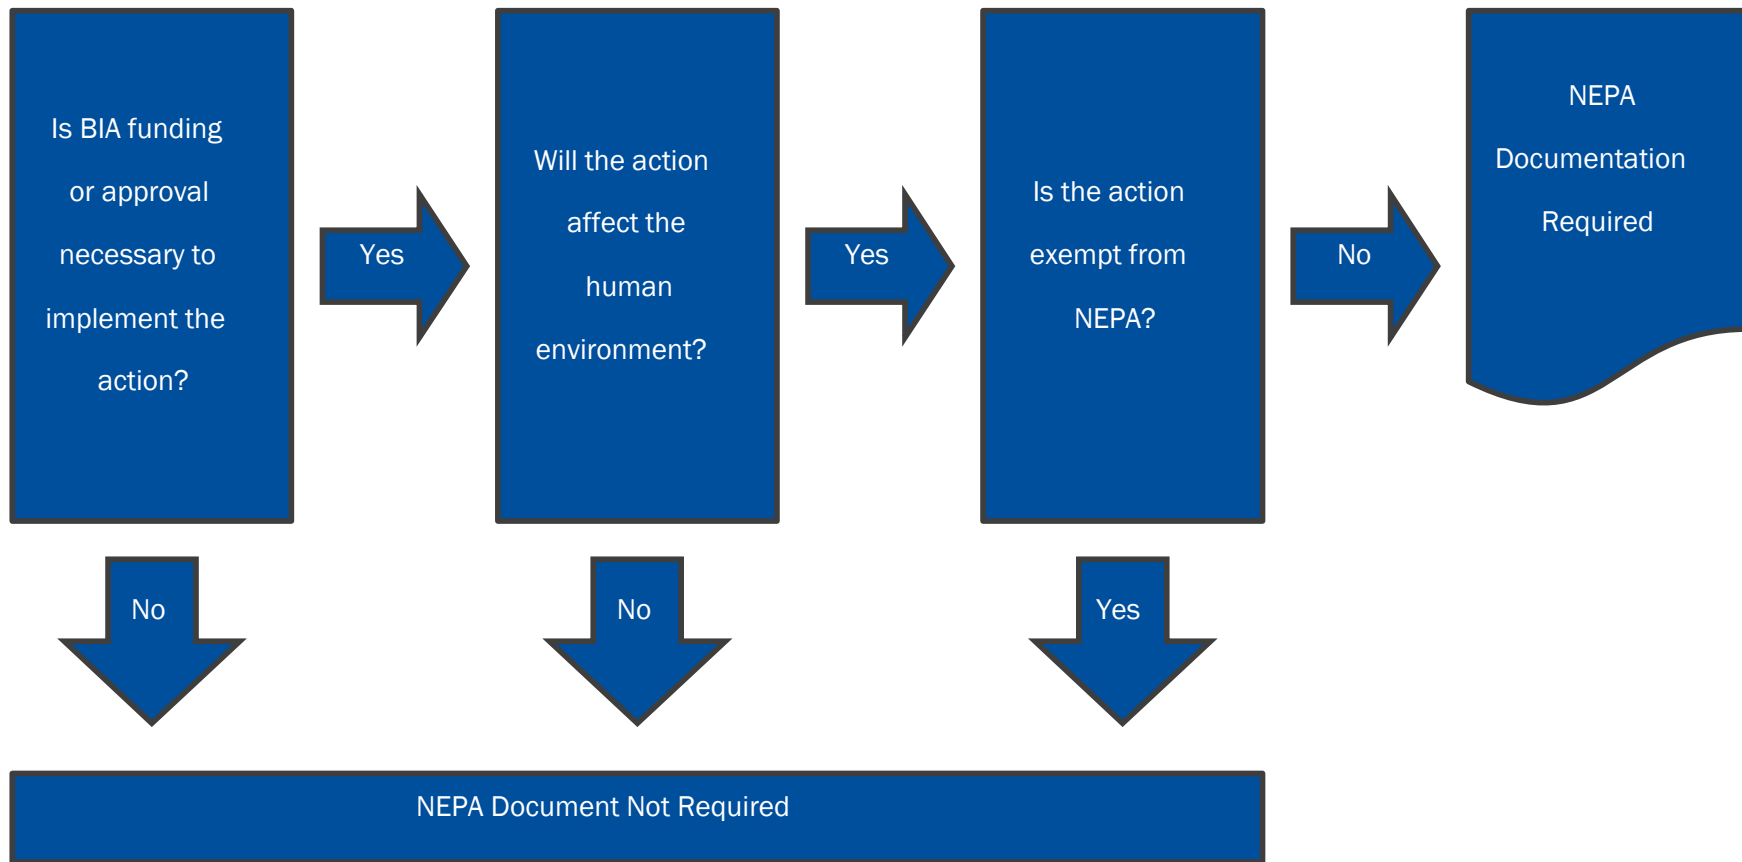 Is BIA funding
or approval
necessary to
implement the
action?
Yes
Will the action
affect the
human
environment?
Yes
Is the action
exempt from
NEPA?
No
NEPA
Documentation
Required
No
No
Yes
NEPA Document Not Required